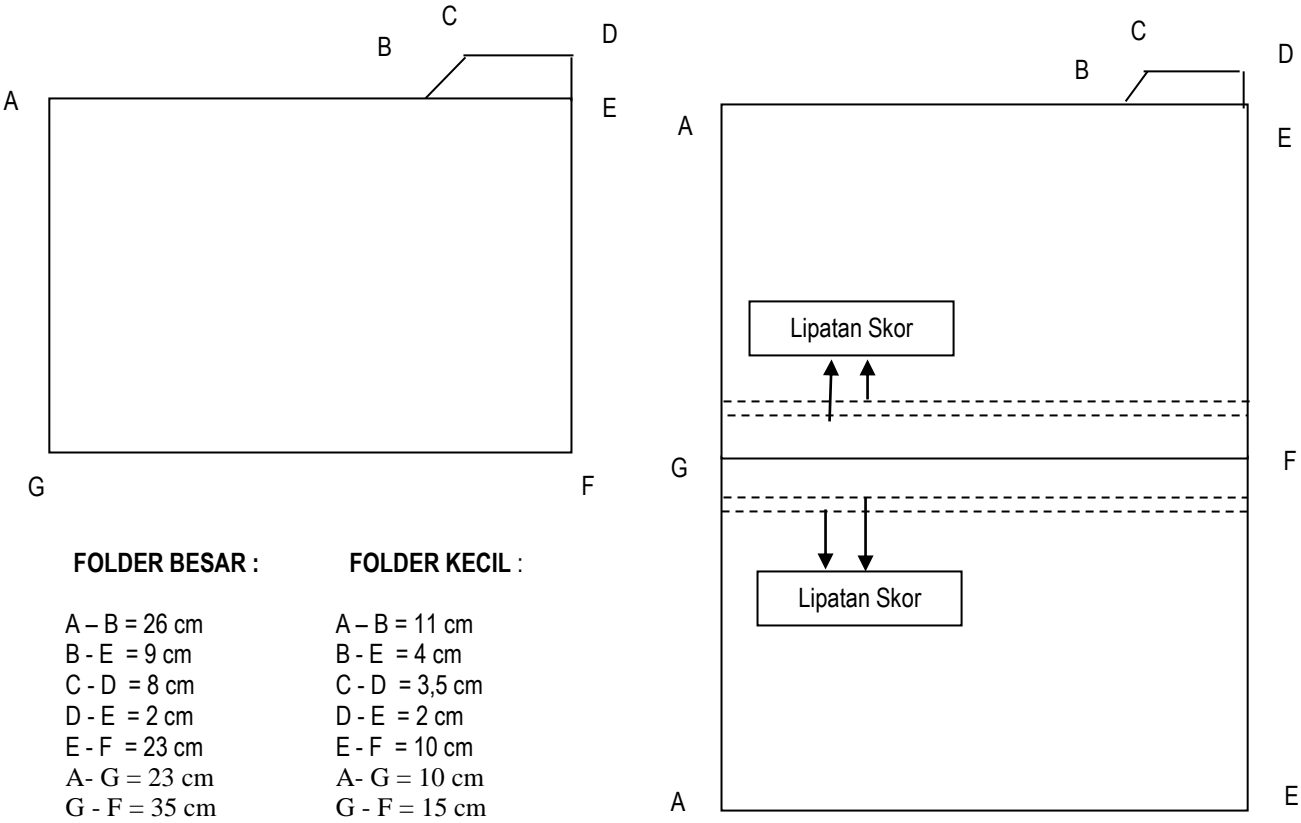 C
D
B
A
E
G
F
C
D
B
A
E
Lipatan Skor
G
F
Lipatan Skor
A
E
FOLDER BESAR :
A – B = 26 cm
B - E = 9 cm
C - D = 8 cm
D - E = 2 cm
E - F = 23 cm
A- G = 23 cm
G - F = 35 cm
FOLDER KECIL :
A – B = 11 cm
B - E = 4 cm
C - D = 3,5 cm
D - E = 2 cm
E - F = 10 cm
A- G = 10 cm
G - F = 15 cm